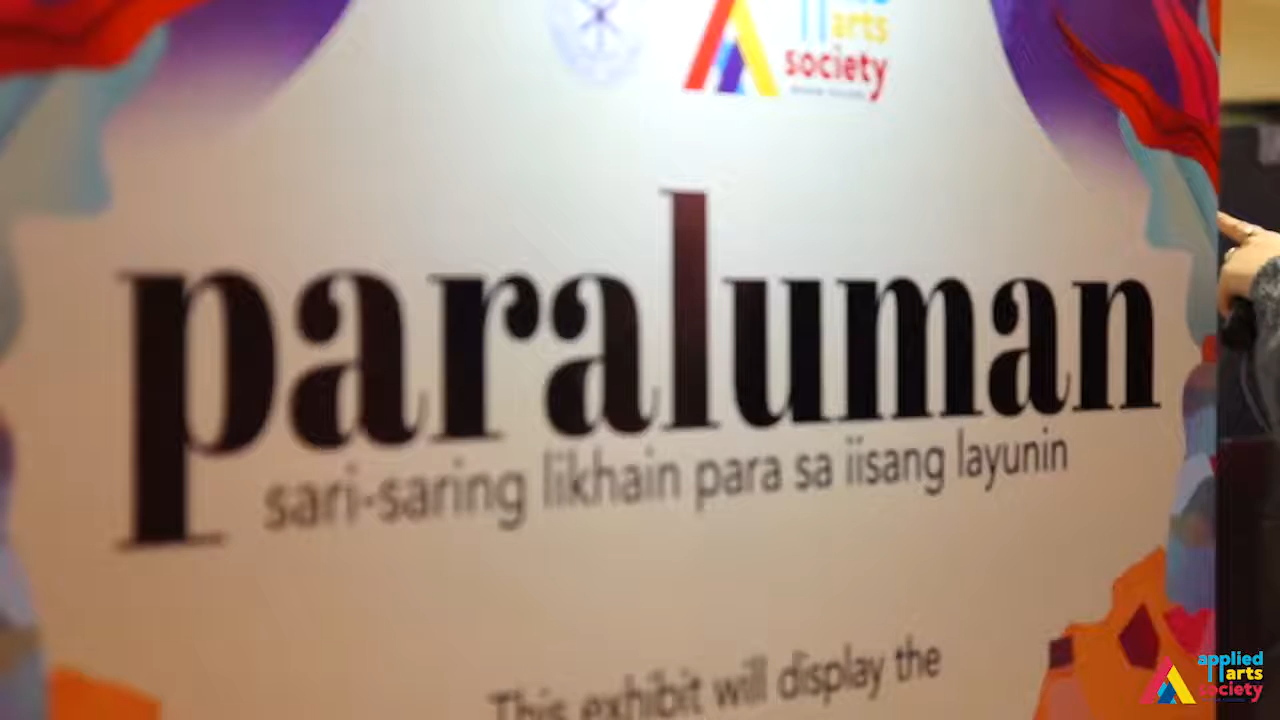 arts
society
paraluman
sari-saring likhain para sa iisang layunin
This exhibit will display the
applied
arts
society